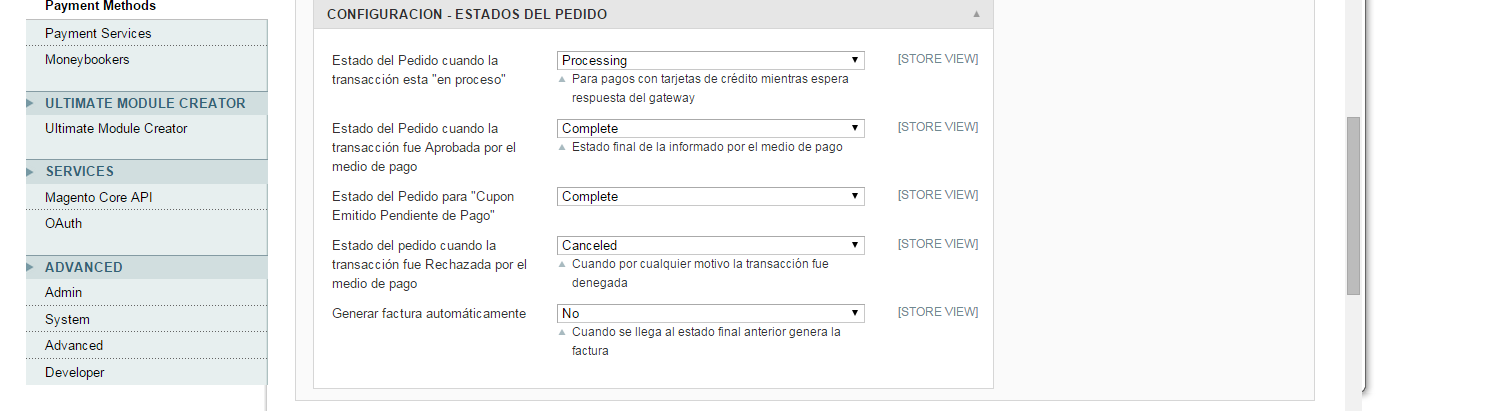 Payment Methods
Payment Services
Moneybookers
ULTIMATE MODULE CREATOR
Ultimate Module Creator
SERVICES
Magento Core API
OAuth
ADVANCED
Admin
System
Advanced
Developer
CONFIGURACION - ESTADOS DEL PEDIDO
Estado del Pedido cuando la
transacción esta "en proceso"
Processing
[STORE VIEW]
Para pagos con tarjetas de crédito mientras espera
respuesta del gateway
Estado del Pedido cuando la
transacción fue Aprobada por el
medio de pago
Complete
[STORE VIEW]
Estado final de la informado por el medio de pago
Estado del Pedido para "Cupon
Emitido Pendiente de Pago"
Complete
[STORE VIEW]
Estado del pedido cuando la
transacción fue Rechazada por el
medio de pago
Canceled
[STORE VIEW]
Cuando por cualquier motivo la transacción fue
denegada
Generar factura automáticamente
No
[STORE VIEW]
Cuando se llega al estado final anterior genera la
factura